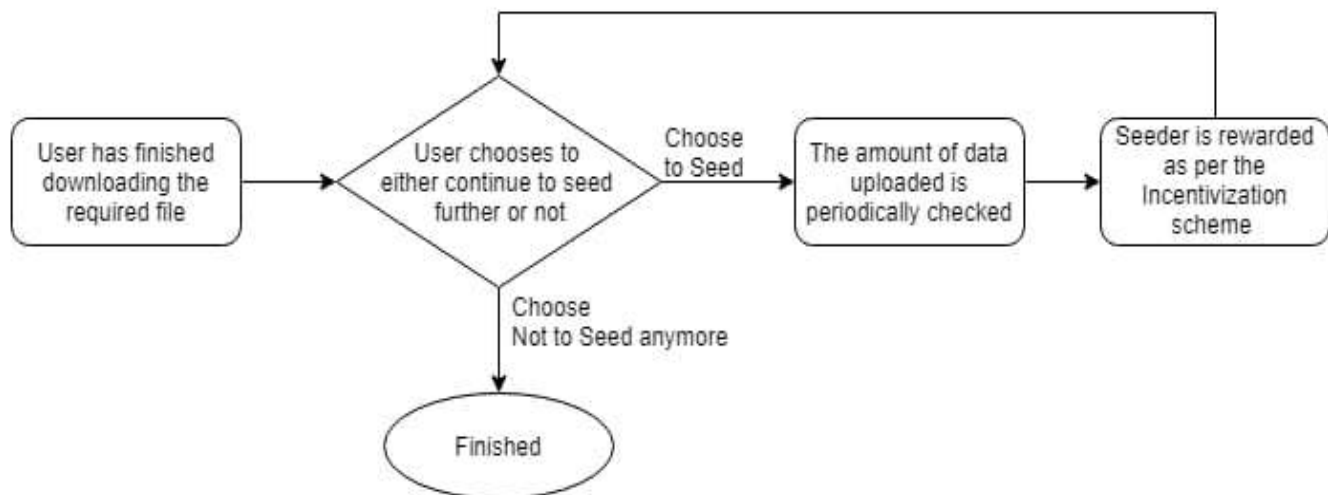 User has finished
downloading the
required file
User chooses to
either continue to seed
further or not
Choose
to Seed
The amount of data
uploaded is
periodically checked
Seeder is rewarded
as per the
Incentivization
scheme
Choose
Not to Seed anymore
Finished